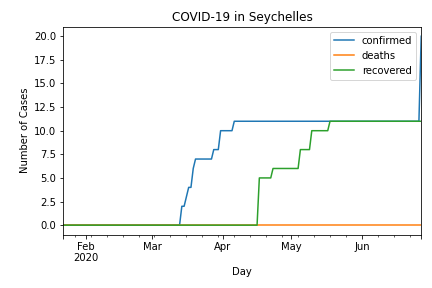 COVID-19 in Seychelles
confirmed
deaths
recovered
Number of Cases
20.0
17.5
15.0
12.5
10.0
7.5
5.0
2.5
0.0
Feb
2020
Mar
Apr
May
Jun
Day